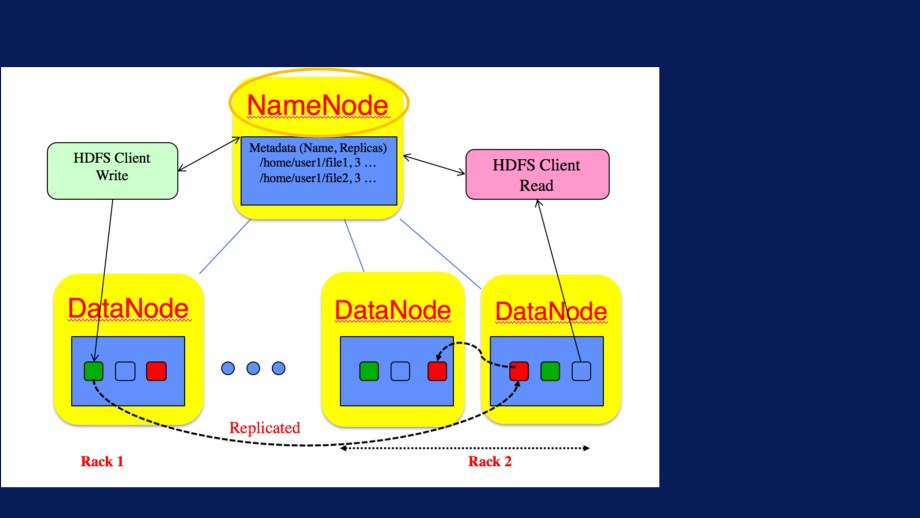 NameNode
Metadata (Name, Replicas)
/home/user1/file1, 3 …
/home/user1/file2, 3 …
HDFS Client
Write
HDFS Client
Read
DataNode
DataNode
DataNode
Replicated
Rack 1
Rack 2